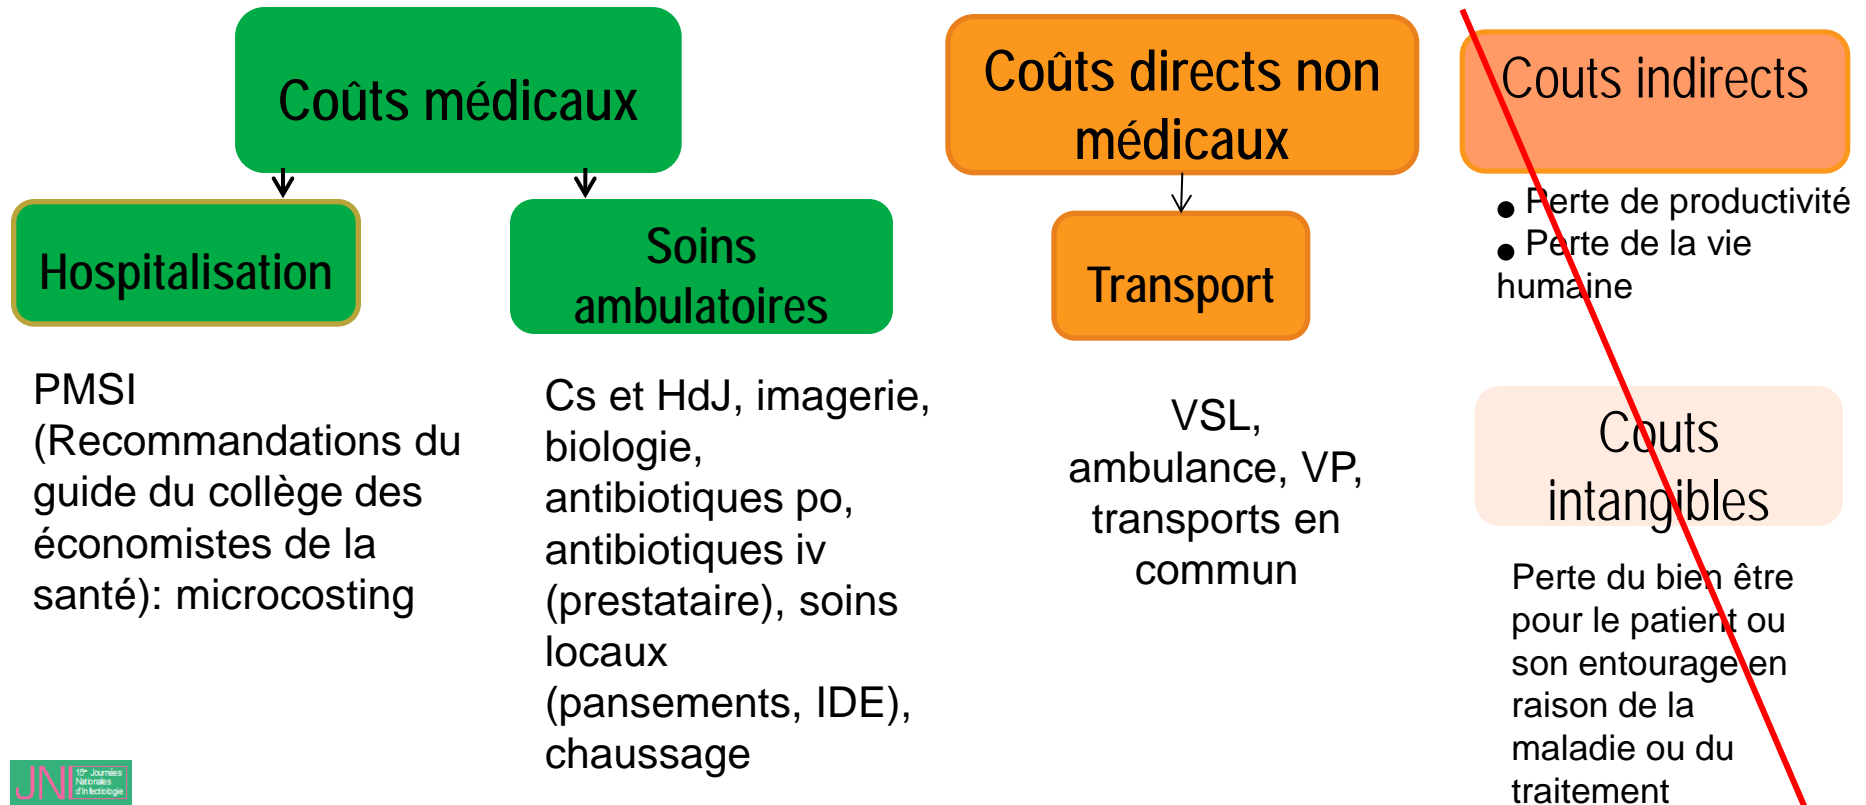 Coûts médicaux
Hospitalisation
PMSI
(Recommandations du
guide du collège des
économistes de la
santé): microcosting
Soins
ambulatoires
Cs et HdJ, imagerie,
biologie,
antibiotiques po,
antibiotiques iv
(prestataire), soins
locaux
(pansements, IDE),
chaussage
Coûts directs non
médicaux
Transport
VSL,
ambulance, VP,
transports en
commun
Couts indirects
● Perte de productivité
● Perte de la vie
humaine
Couts
intangibles
Perte du bien être
pour le patient ou
son entourage en
raison de la
maladie ou du
traitement
JNI
Journées
Nationales
d'Infectiologie